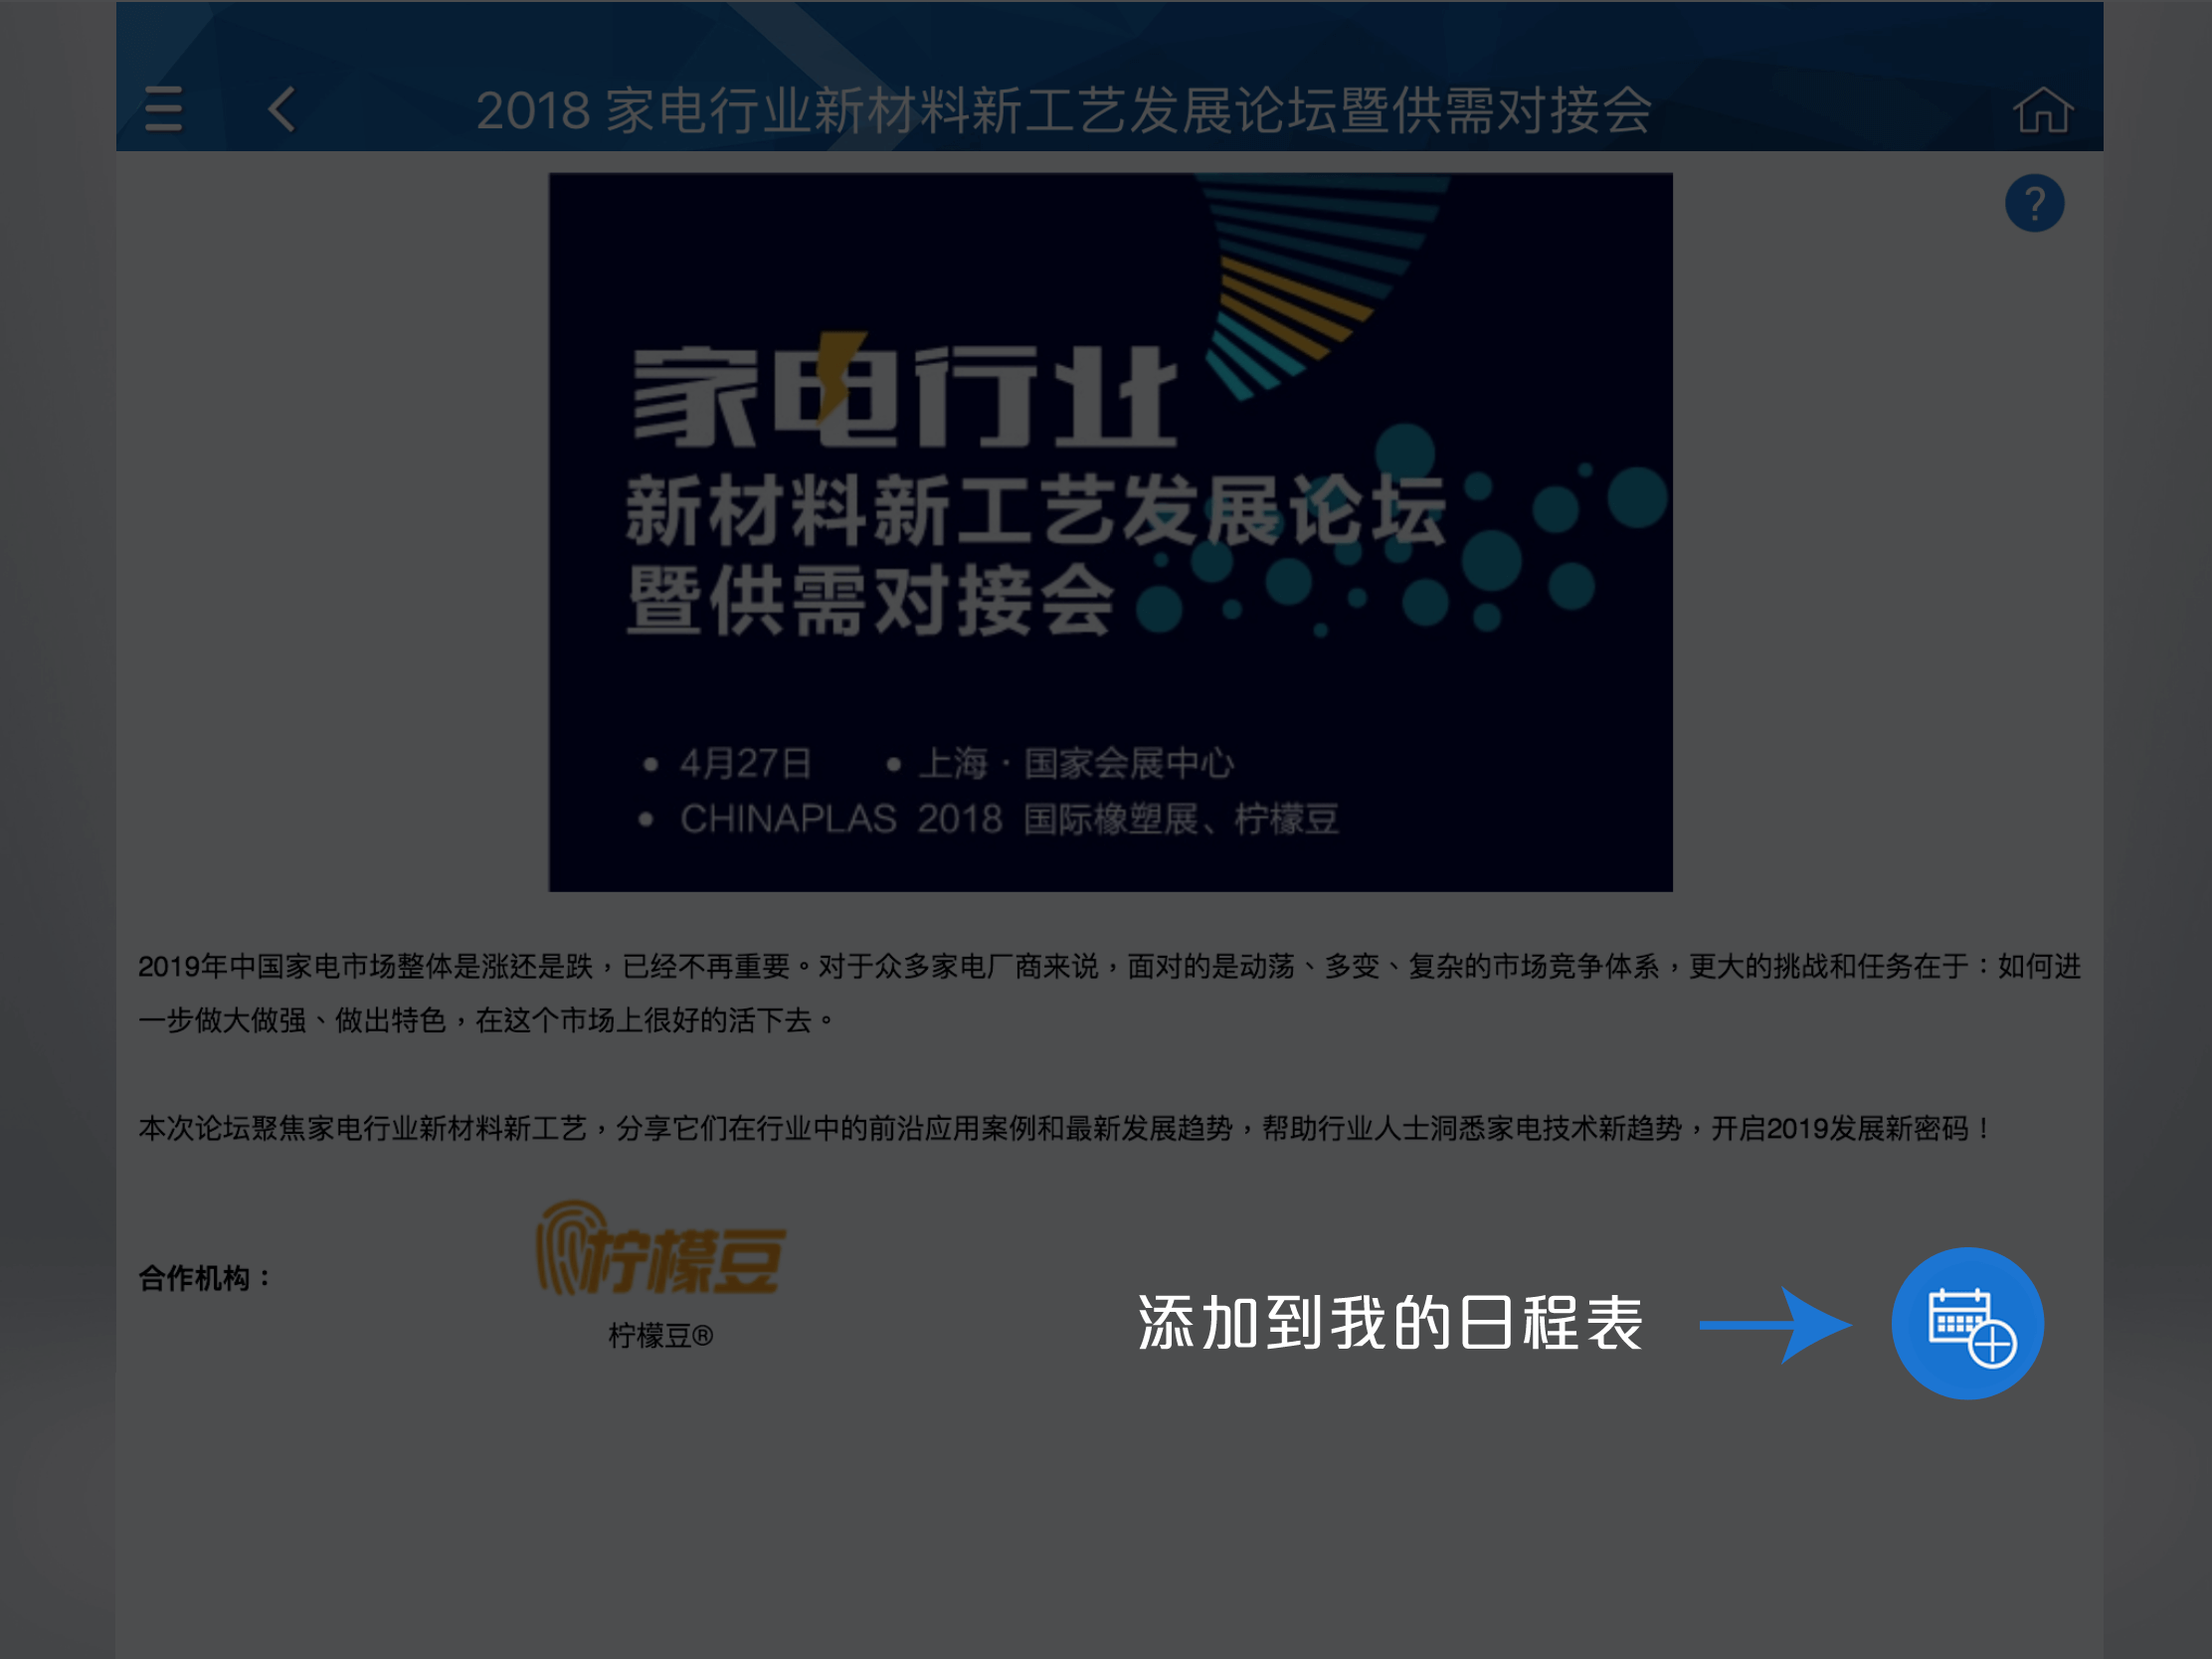 2018 家电行业新材料新工艺发展论坛暨供需对接会
?
家电行业
新材料新工艺发展论坛
暨供需对接会
• 4月27日 • 上海·国家会展中心
• CHINAPLAS 2018 国际橡塑展、柠檬豆
2019年中国家电市场整体是涨还是跌，已经不再重要。对于众多家电厂商来说，面对的是动荡、多变、复杂的市场竞争体系，更大的挑战和任务在于：如何进
一步做大做强、做出特色，在这个市场上很好的活下去。
本次论坛聚焦家电行业新材料新工艺，分享它们在行业中的前沿应用案例和最新发展趋势，帮助行业人士洞悉家电技术新趋势，开启2019发展新密码！
合作机构：
柠檬豆
柠檬豆®
添加到我的日程表